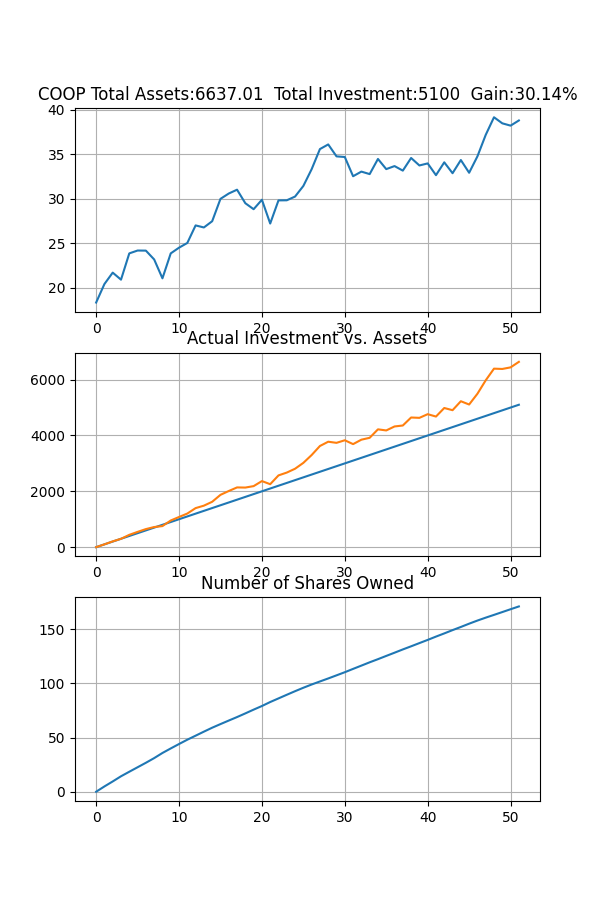 COOP Total Assets:6637.01  Total Investment:5100  Gain:30.14%
40
35
30
25
20
0 10 20 30 40 50
Actual Investment vs. Assets
6000
4000
2000
0
0 10 20 30 40 50
Number of Shares Owned
150
100
50
0
0 10 20 30 40 50